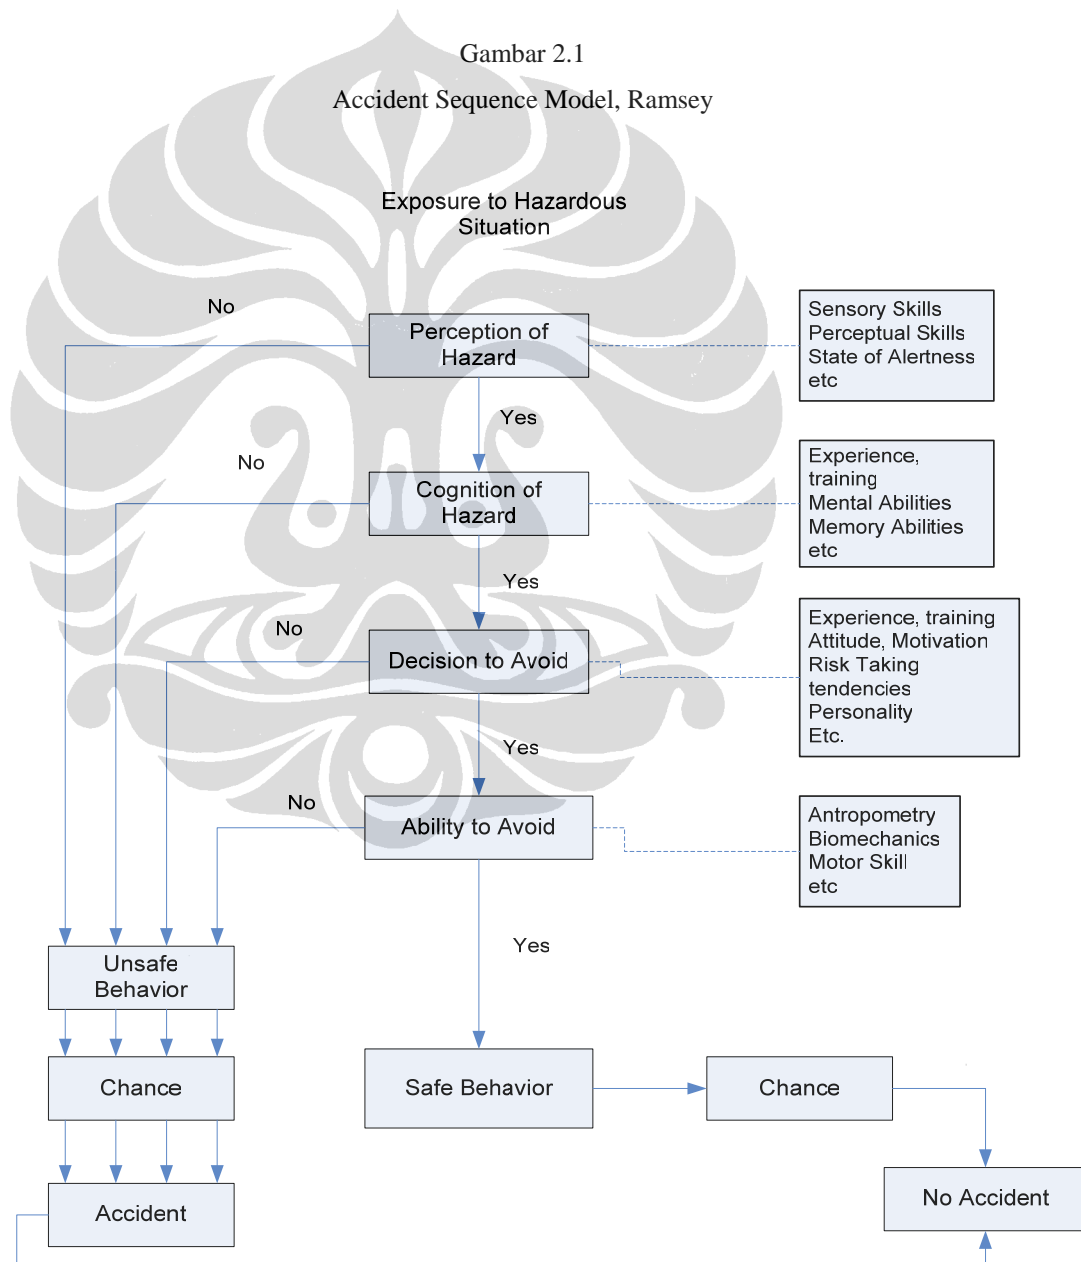 Gambar 2.1
Accident Sequence Model, Ramsey
Exposure to Hazardous
Situation
No
Perception of
Hazard
Sensory Skills
Perceptual Skills
State of Alertness
etc
Yes
No
Cognition of
Hazard
Experience,
training
Mental Abilities
Memory Abilities
etc
Yes
No
Decision to Avoid
Experience, training
Attitude, Motivation
Risk Taking
tendencies
Personality
Etc.
Yes
No
Ability to Avoid
Antropometry
Biomechanics
Motor Skill
etc
Yes
Unsafe
Behavior
Chance
Safe Behavior
Chance
Accident
No Accident